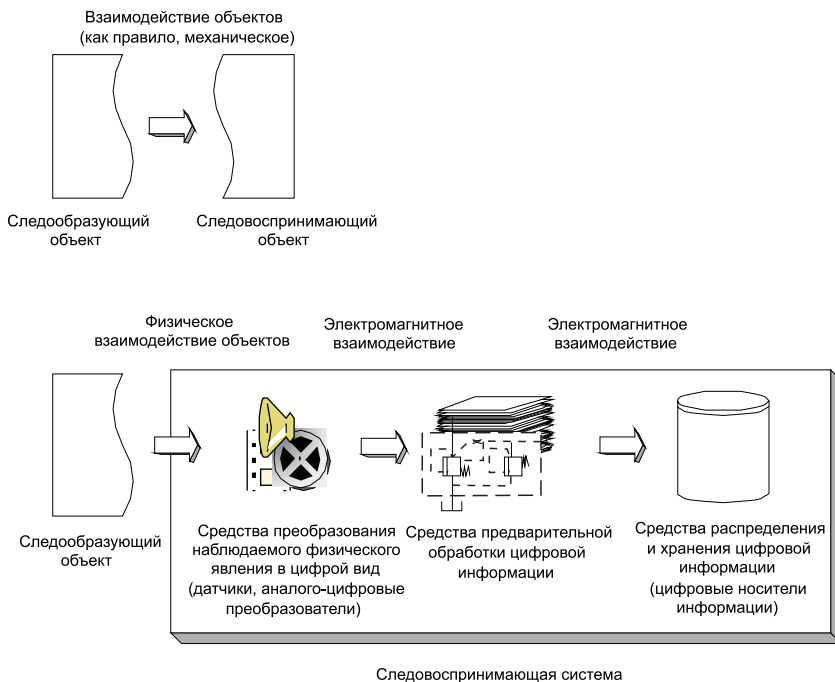 Взаимодействие объектов
(как правило, механическое)
Следообразующий
объект
Следовоспринимающий
объект
Физическое
взаимодействие объектов
Электромагнитное
взаимодействие
Электромагнитное
взаимодействие
Следообразующий
объект
Средства преобразования
наблюдаемого физического
явления в цифрой вид
(датчики, аналого-цифровые
преобразователи)
Средства предварительной
обработки цифровой
информации
Средства распределения
и хранения цифровой
информации
(цифровые носители
информации)
Следовоспринимающая система